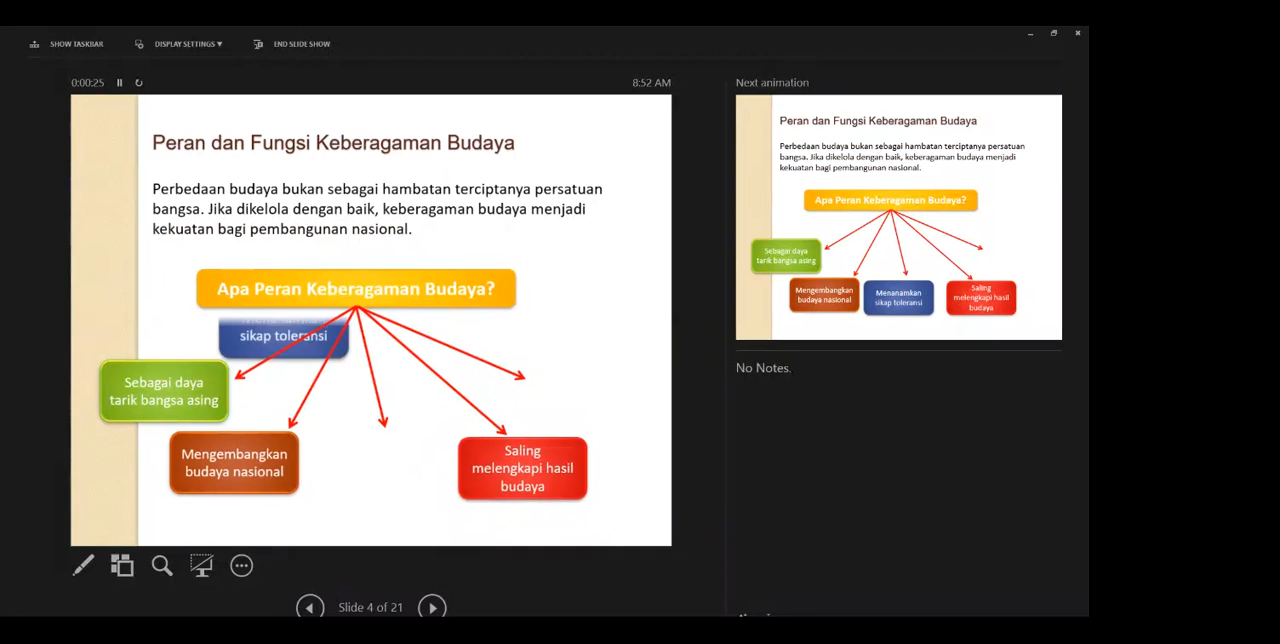 SHOW TASKBAR
DISPLAY SETTINGS ▼
END SLIDE SHOW
0:00:25
8:52 AM
Peran dan Fungsi Keberagaman Budaya
Perbedaan budaya bukan sebagai hambatan terciptanya persatuan
bangsa. Jika dikelola dengan baik, keberagaman budaya menjadi
kekuatan bagi pembangunan nasional.
Apa Peran Keberagaman Budaya?
sikap toleransi
Sebagai daya
tarik bangsa asing
Mengembangkan
budaya nasional
Saling
melengkapi hasil
budaya
Slide 4 of 21
Next animation
Peran dan Fungsi Keberagaman Budaya
Perbedaan budaya bukan sebagai hambatan terciptanya persatuan
bangsa. Jika dikelola dengan baik, keberagaman budaya menjadi
kekuatan bagi pembangunan nasional.
Apa Peran Keberagaman Budaya?
Sebagai daya
tarik bangsa asing
Mengembangkan
budaya nasional
Menanamkan
sikap toleransi
Saling
melengkapi hasil
budaya
No Notes.